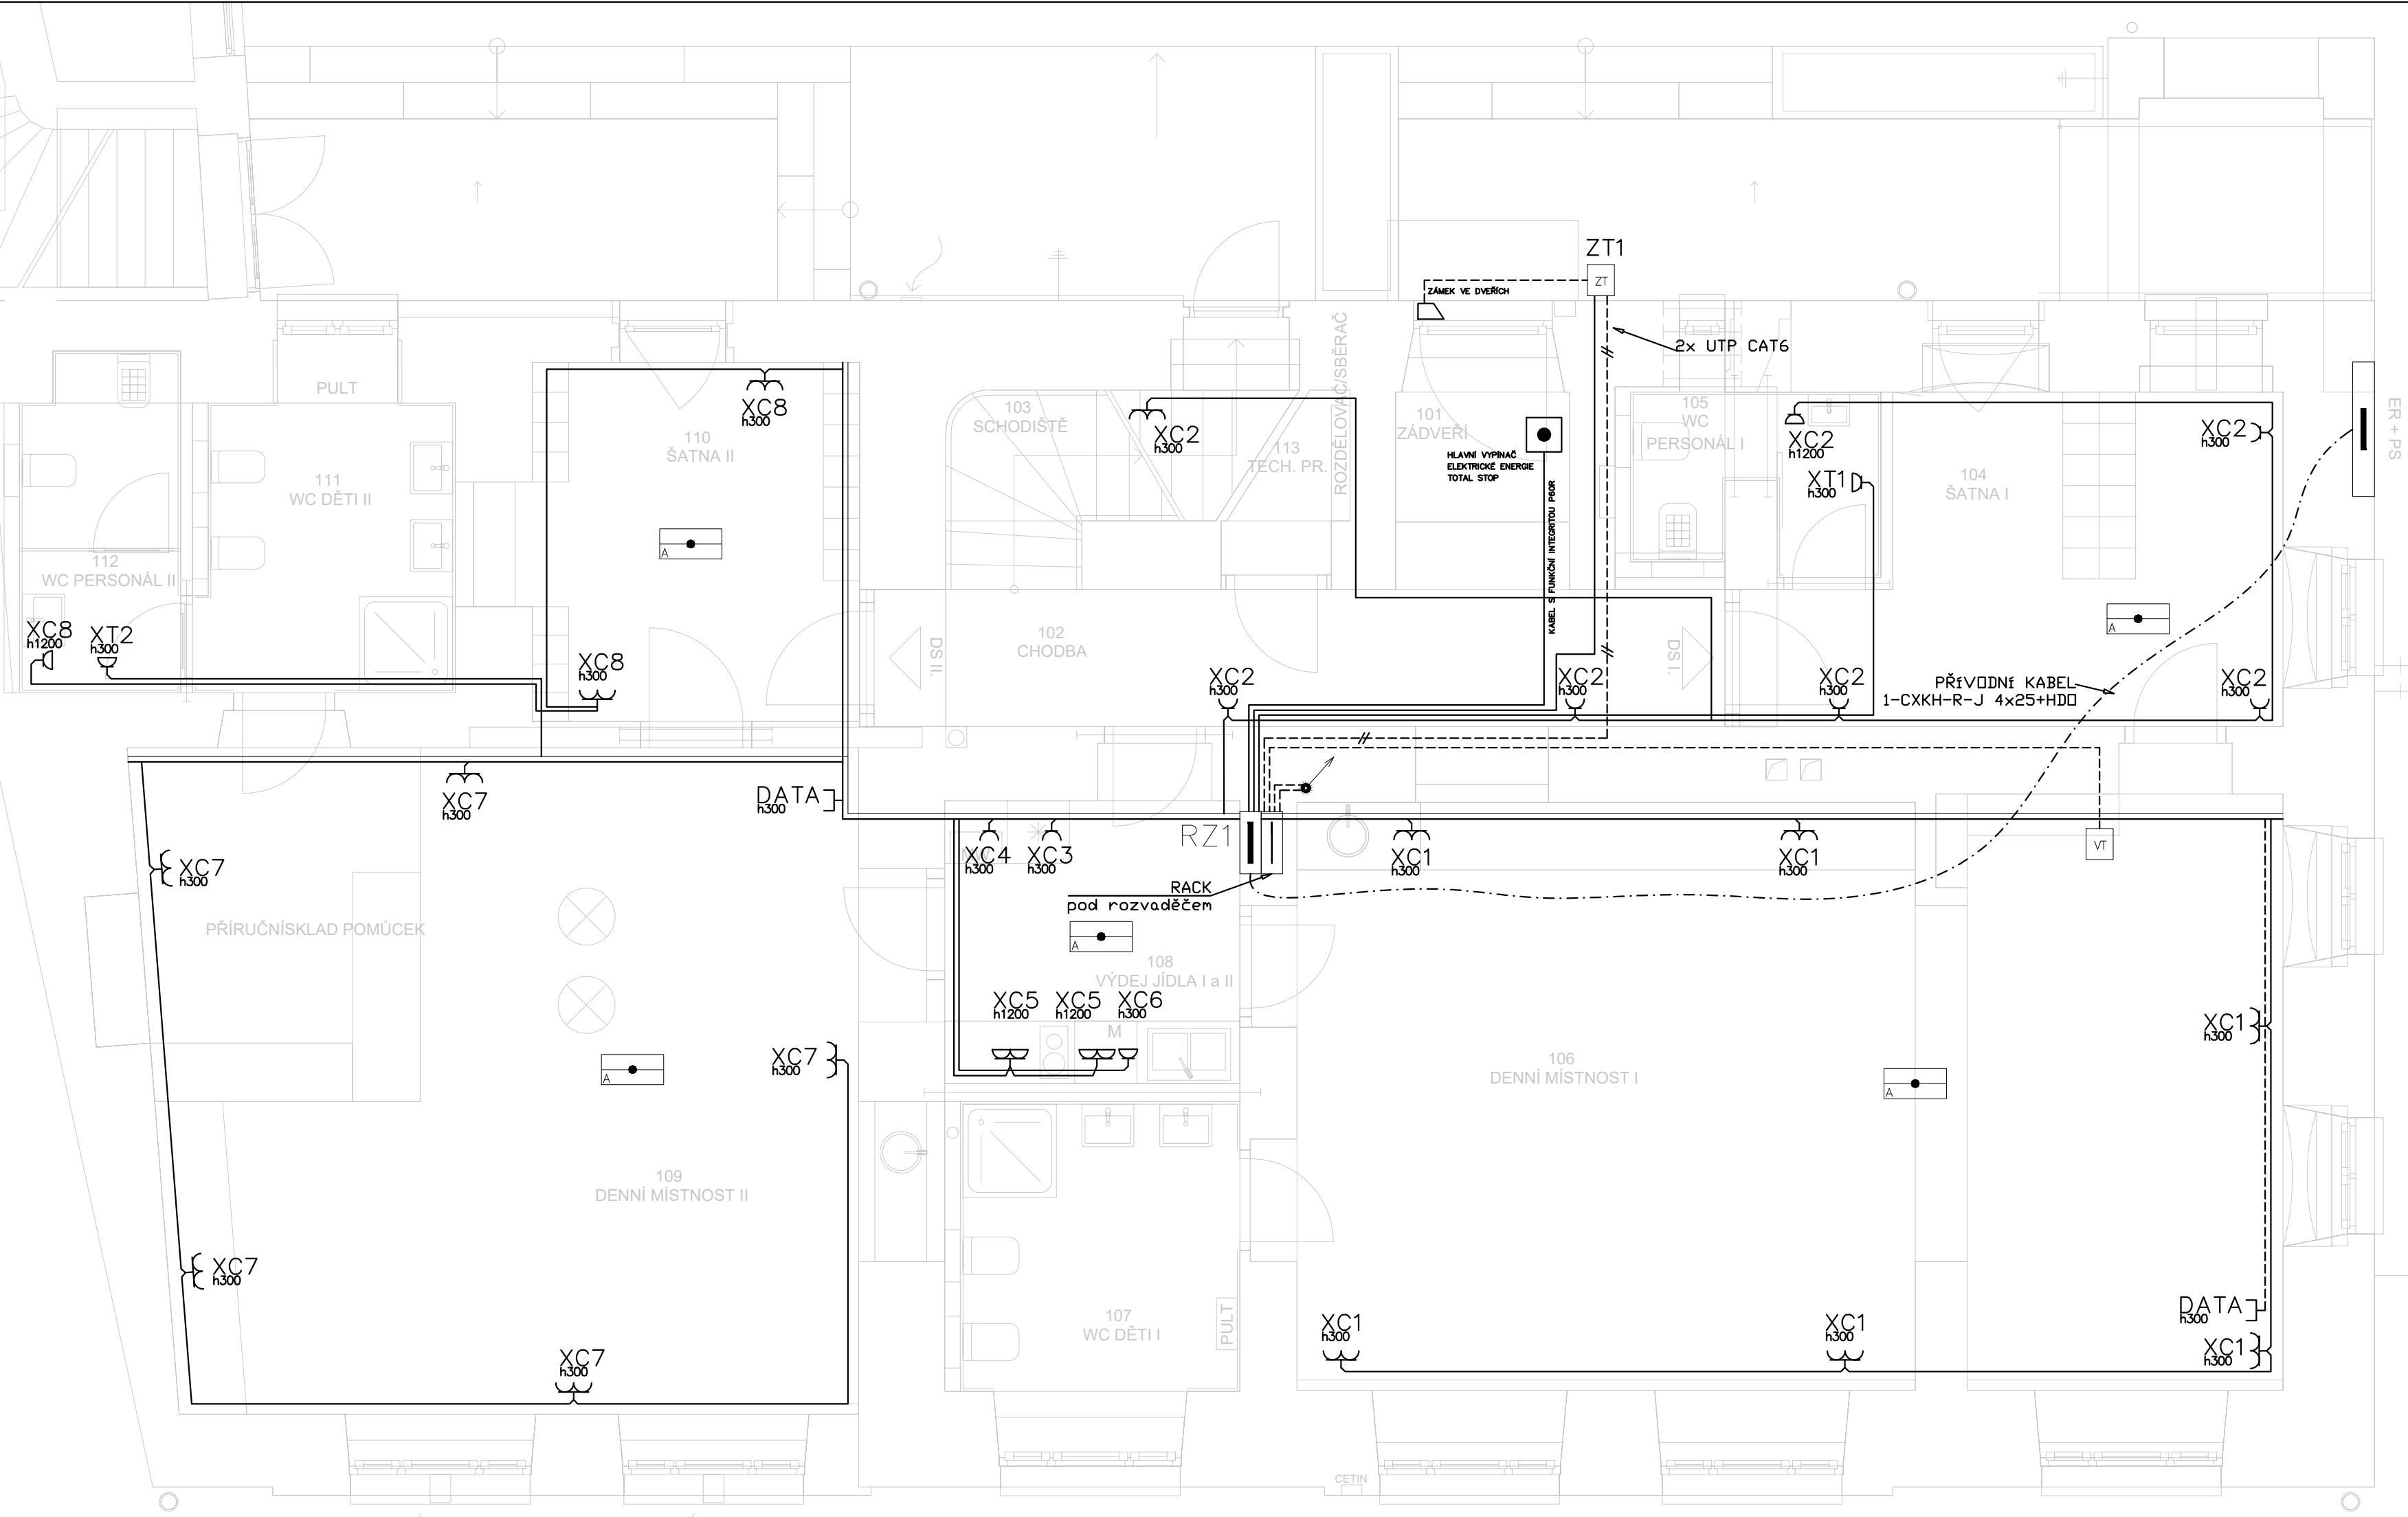 ZT1
ZT
ZÁMEK VE DVEŘÍCH
2x UTP CAT6
PULT
XC8
h300
110
ŠATNA II
103
SCHODIŠTĚ
XC2
h300
113
TECH. PR.
ROZDĚLOVAČ/SBĚRAČ
101
ZÁDVEŘÍ
HLAVNÍ VYPÍNAČ
ELEKTRICKÉ ENERGIE
TOTAL STOP
KABEL S FUNKČNÍ INTEGRITOU P60R
105
WC
PERSONÁL I
XC2
h1200
XT1
h300
XC2
h300
104
ŠATNA I
ER + PS
111
WC DĚTI II
112
WC PERSONÁL II
A
A
XC8
h1200
XT2
h300
XC8
h300
DS II.
102
CHODBA
XC2
h300
XC2
h300
DS I.
XC2
h300
XC2
h300
PŘÍVODNÍ KABEL
1-CXKH-R-J 4x25+HDO
XC7
h300
DATA
h300
XC4
h300
XC3
h300
RZ1
XC1
h300
XC1
h300
VT
XC7
h300
RACK
pod rozvaděčem
PŘÍRUČNÍSKLAD POMŮCEK
A
108
VÝDEJ JÍDLA I a II
XC5
h1200
XC5
h1200
XC6
h300
M
XC7
h300
A
XC1
h300
106
DENNÍ MÍSTNOST I
A
109
DENNÍ MÍSTNOST II
XC7
h300
107
WC DĚTI I
PULT
XC7
h300
XC1
h300
XC1
h300
DATA
h300
XC1
h300
CETIN